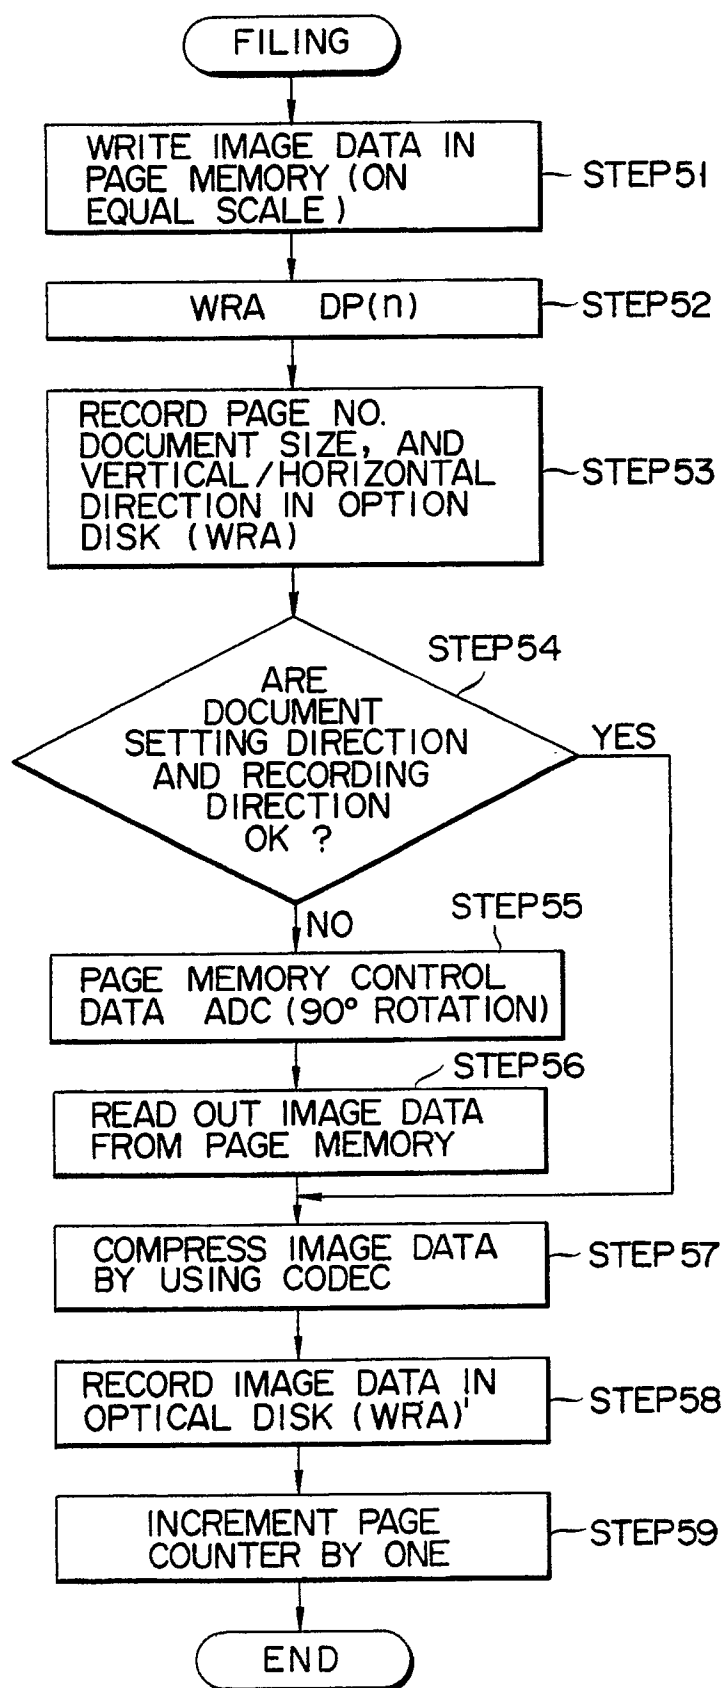 FILING
WRITE IMAGE DATA IN
PAGE MEMORY (ON
EQUAL SCALE)
STEP51
WRA DP(n)
STEP52
RECORD PAGE NO.
DOCUMENT SIZE, AND
VERTICAL/HORIZONTAL
DIRECTION IN OPTION
DISK (WRA)
STEP53
STEP54
ARE
DOCUMENT
SETTING DIRECTION
AND RECORDING
DIRECTION
OK ?
YES
NO
STEP55
PAGE MEMORY CONTROL
DATA ADC (90° ROTATION)
STEP56
READ OUT IMAGE DATA
FROM PAGE MEMORY
COMPRESS IMAGE DATA
BY USING CODEC
STEP57
RECORD IMAGE DATA IN
OPTICAL DISK (WRA)
STEP58
INCREMENT PAGE
COUNTER BY ONE
STEP59
END